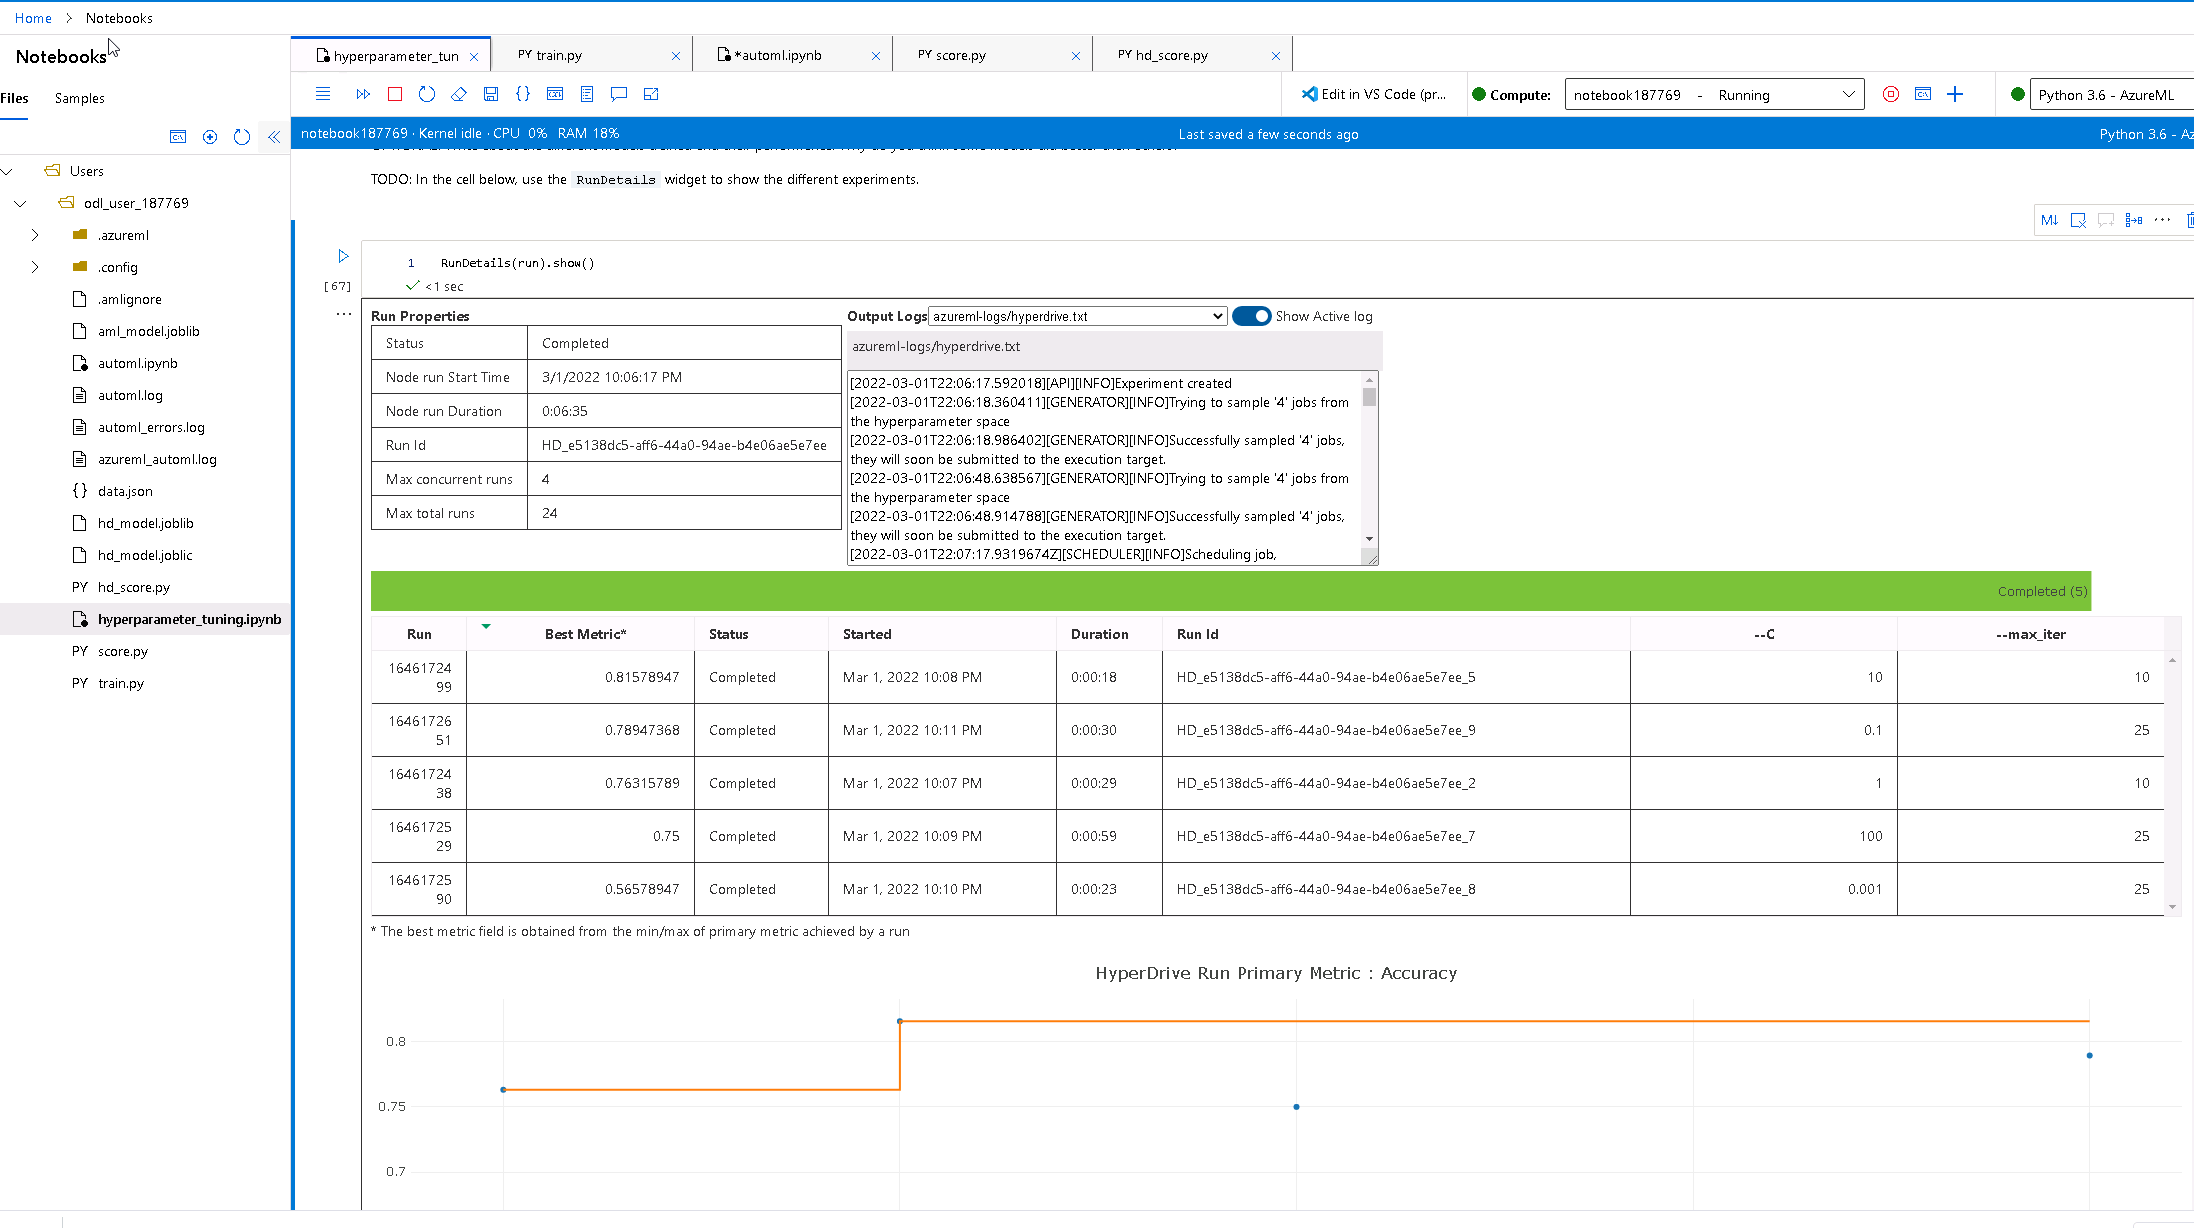 Home > Notebooks
Notebooks
Files
Samples
Users
odl_user_187769
.azureml
.config
.amlignore
aml_model.joblib
automl.ipynb
automl.log
automl_errors.log
azureml_automl.log
{} data.json
hd_model.joblib
hd_model.joblic
PY hd_score.py
hyperparameter_tuning.ipynb
PY score.py
PY train.py
hyperparameter_tun
PY train.py
*automl.ipynb
PY score.py
PY hd_score.py
Edit in VS Code (pr...
Compute:
notebook187769 - Running
Python 3.6 - AzureML
notebook187769 · Kernel idle · CPU 0% RAM 18%
Last saved a few seconds ago
Python 3.6 - Az
TODO: In the cell below, use the RunDetails widget to show the different experiments.
M↓
1 RunDetails(run).show()
[67]
<1 sec
Run Properties
Status Completed
Node run Start Time 3/1/2022 10:06:17 PM
Node run Duration 0:06:35
Run Id HD_e5138dc5-aff6-44a0-94ae-b4e06ae5e7ee
Max concurrent runs 4
Max total runs 24
Output Logs azureml-logs/hyperdrive.txt Show Active log
azureml-logs/hyperdrive.txt
[2022-03-01T22:06:17.592018][API][INFO]Experiment created
[2022-03-01T22:06:18.360411][GENERATOR][INFO]Trying to sample '4' jobs from
the hyperparameter space
[2022-03-01T22:06:18.986402][GENERATOR][INFO]Successfully sampled '4' jobs,
they will soon be submitted to the execution target.
[2022-03-01T22:06:48.638567][GENERATOR][INFO]Trying to sample '4' jobs from
the hyperparameter space
[2022-03-01T22:06:48.914788][GENERATOR][INFO]Successfully sampled '4' jobs,
they will soon be submitted to the execution target.
[2022-03-01T22:07:17.9319674Z][SCHEDULER][INFO]Scheduling job,
Completed (5)
Run Best Metric* Status Started Duration Run Id --C --max_iter
1646172499 0.81578947 Completed Mar 1, 2022 10:08 PM 0:00:18 HD_e5138dc5-aff6-44a0-94ae-b4e06ae5e7ee_5 10 10
1646172651 0.78947368 Completed Mar 1, 2022 10:11 PM 0:00:30 HD_e5138dc5-aff6-44a0-94ae-b4e06ae5e7ee_9 0.1 25
1646172438 0.76315789 Completed Mar 1, 2022 10:07 PM 0:00:29 HD_e5138dc5-aff6-44a0-94ae-b4e06ae5e7ee_2 1 10
1646172529 0.75 Completed Mar 1, 2022 10:09 PM 0:00:59 HD_e5138dc5-aff6-44a0-94ae-b4e06ae5e7ee_7 100 25
1646172590 0.56578947 Completed Mar 1, 2022 10:10 PM 0:00:23 HD_e5138dc5-aff6-44a0-94ae-b4e06ae5e7ee_8 0.001 25
* The best metric field is obtained from the min/max of primary metric achieved by a run
HyperDrive Run Primary Metric : Accuracy
0.8
0.75
0.7